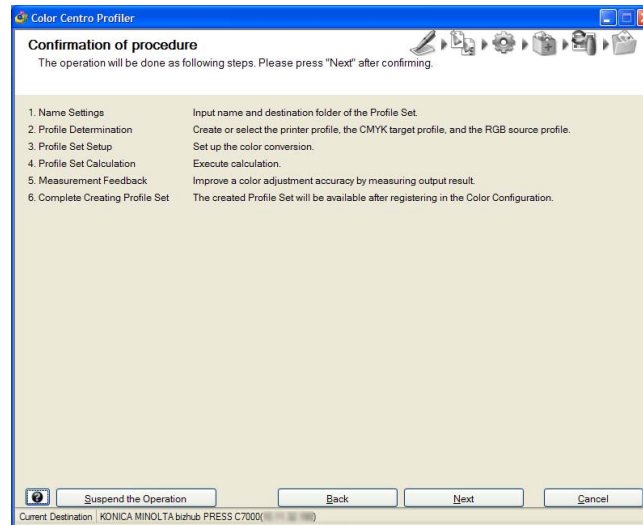 Color Centro Profiler
Confirmation of procedure
The operation will be done as following steps. Please press "Next" after confirming.
1. Name Settings Input name and destination folder of the Profile Set.
2. Profile Determination Create or select the printer profile, the CMYK target profile, and the RGB source profile.
3. Profile Set Setup Set up the color conversion.
4. Profile Set Calculation Execute calculation.
5. Measurement Feedback Improve a color adjustment accuracy by measuring output result.
6. Complete Creating Profile Set The created Profile Set will be available after registering in the Color Configuration.
? Suspend the Operation Back Next Cancel
Current Destination KONICA MINOLTA bizhub PRESS C7000( )